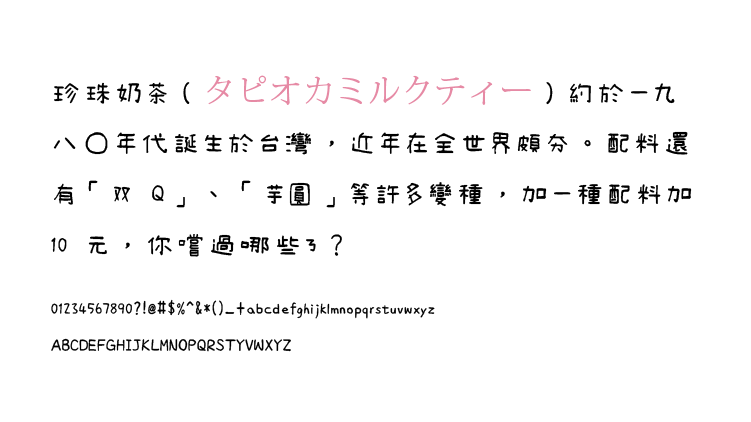 珍珠奶茶（タピオカミルクティー）約於一九
八〇年代誕生於台灣，近年在全世界頗夯。配料還
有「双Q」、「芋圓」等許多變種，加一種配料加
10 元，你嚐過哪些ㄋ？
01234567890?!@#$%^&*()_+abcdefghijklmnopqrstuvwxyz
ABCDEFGHIJKLMNOPQRSTYVWXYZ